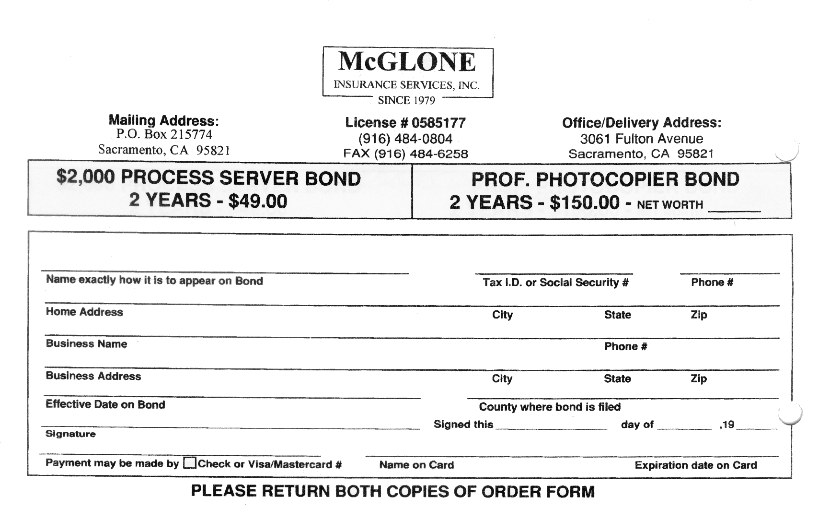 McGLONE
INSURANCE SERVICES, INC.
SINCE 1979
Mailing Address:
P.O. Box 215774
Sacramento, CA 95821
License # 0585177
(916) 484-0804
FAX (916) 484-6258
Office/Delivery Address:
3061 Fulton Avenue
Sacramento, CA 95821
$2,000 PROCESS SERVER BOND
2 YEARS - $49.00
PROF. PHOTOCOPIER BOND
2 YEARS - $150.00 - NET WORTH
Name exactly how it is to appear on Bond Tax I.D. or Social Security # Phone #
Home Address City State Zip
Business Name Phone #
Business Address City State Zip
Effective Date on Bond County where bond is filed
Signed this day of ,19
Signature
Payment may be made by Check or Visa/Mastercard # Name on Card Expiration date on Card
PLEASE RETURN BOTH COPIES OF ORDER FORM